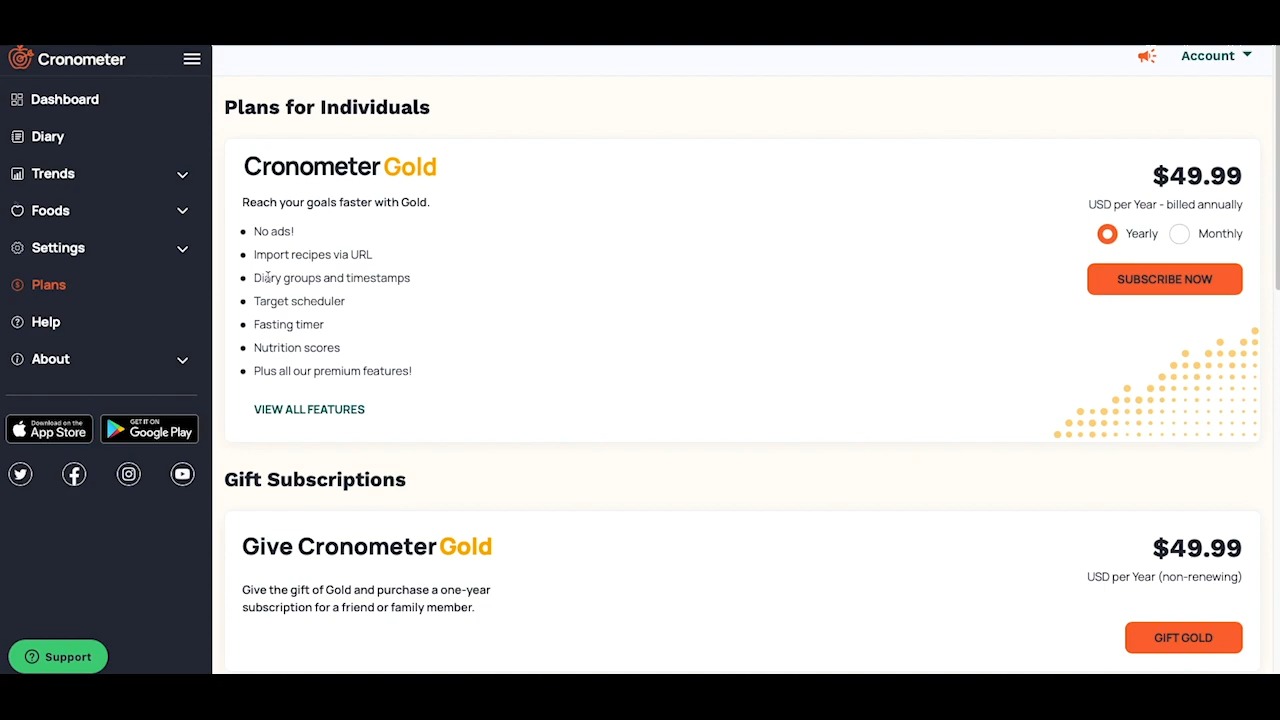 Cronometer
Dashboard
Diary
Trends
Foods
Settings
Plans
Help
About
Download on the
App Store
GET IT ON
Google Play
Support
Account
Plans for Individuals
Cronometer Gold
Reach your goals faster with Gold.
No ads!
Import recipes via URL
Diary groups and timestamps
Target scheduler
Fasting timer
Nutrition scores
Plus all our premium features!
VIEW ALL FEATURES
$49.99
USD per Year - billed annually
Yearly Monthly
SUBSCRIBE NOW
Gift Subscriptions
Give Cronometer Gold
Give the gift of Gold and purchase a one-year
subscription for a friend or family member.
$49.99
USD per Year (non-renewing)
GIFT GOLD